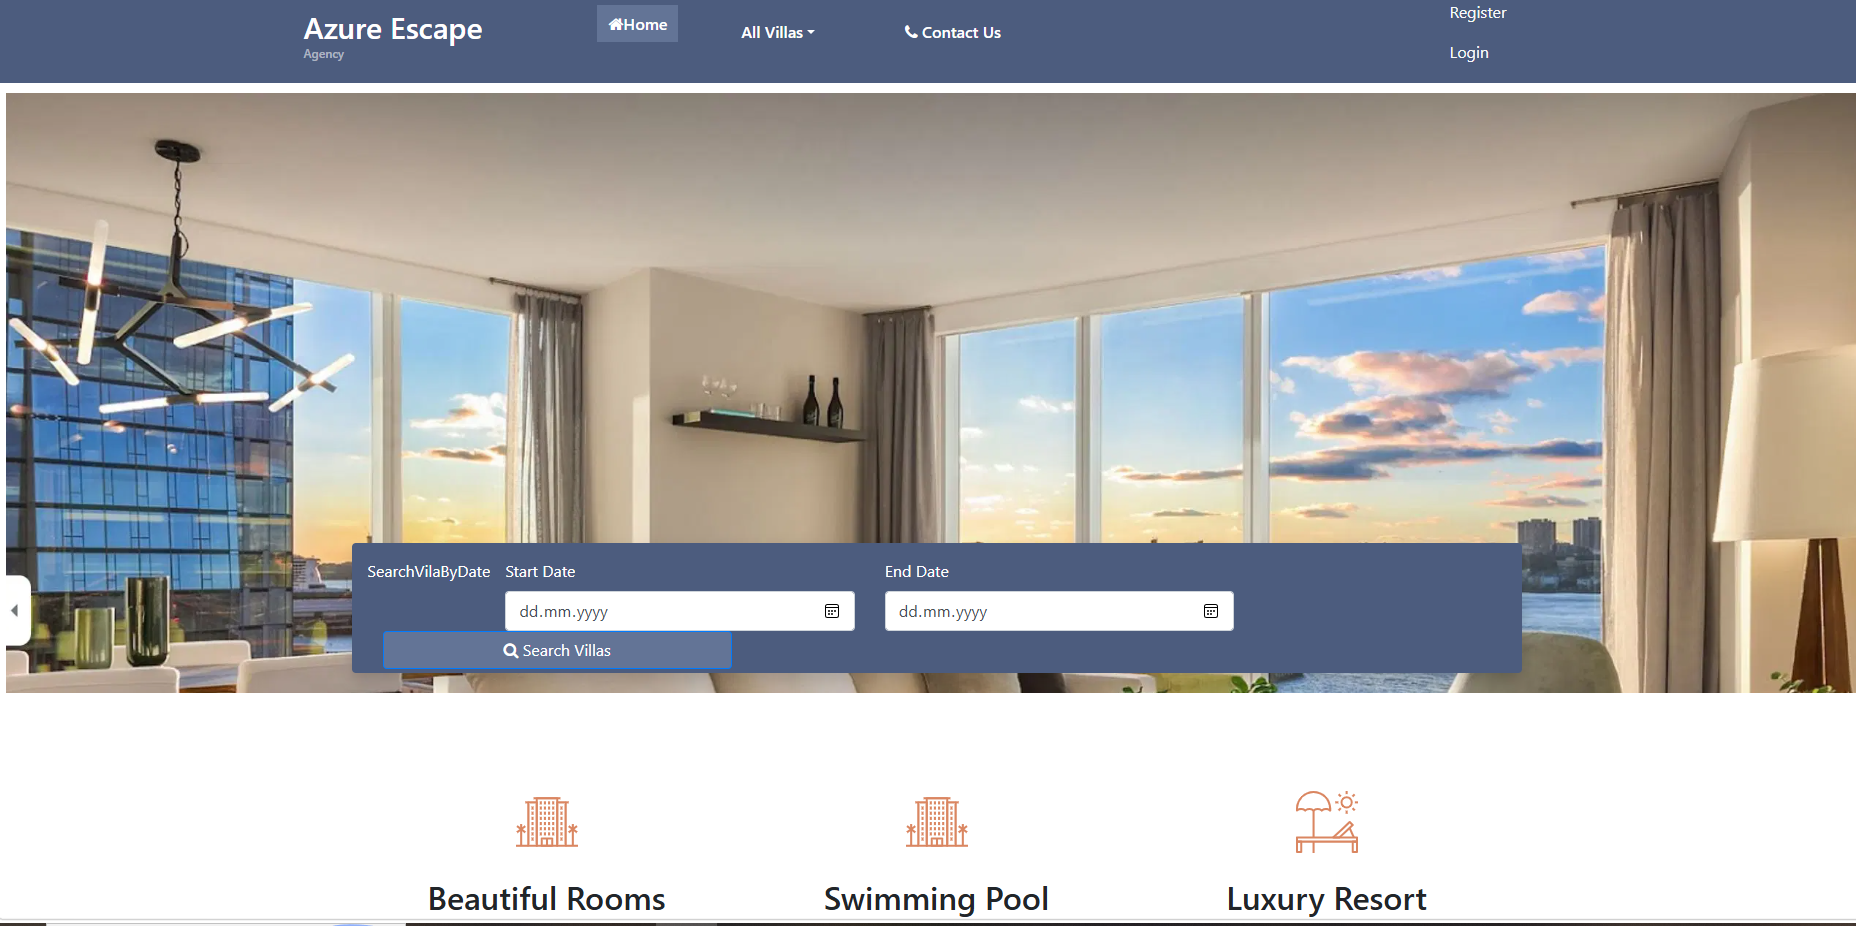 Azure Escape
Agency
Home
All Villas
Contact Us
Register
Login
SearchVilaByDate
Start Date
End Date
dd.mm.yyyy
dd.mm.yyyy
Search Villas
Beautiful Rooms
Swimming Pool
Luxury Resort